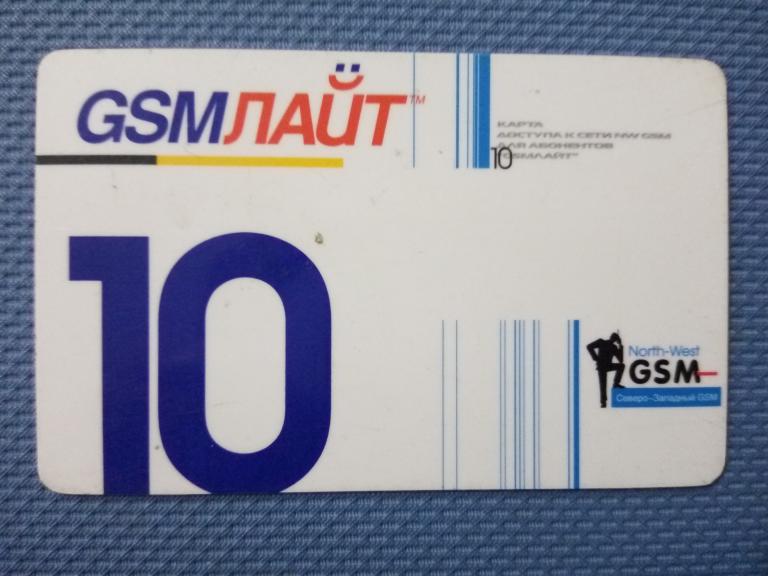 GSMЛАЙТ™
КАРТА
ДОСТУПА К СЕТИ NW GSM
ДЛЯ АБОНЕНТОВ
"GSMЛАЙТ"
10
10
North-West
GSM
Северо-Западный GSM